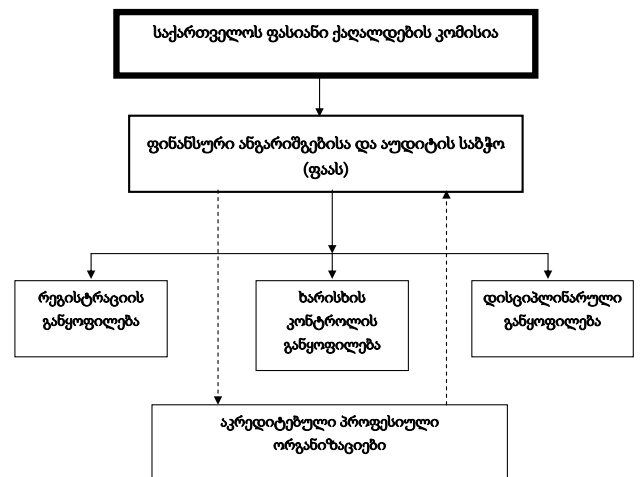 საქართველოს ფასიანი ქაღალდების კომისია
ფინანსური ანგარიშგებისა და აუდიტის საბჭო
(ფაას)
რეგისტრაციის
განყოფილება
ხარისხის
კონტროლის
განყოფილება
დისციპლინარული
განყოფილება
აკრედიტებული პროფესიული
ორგანიზაციები